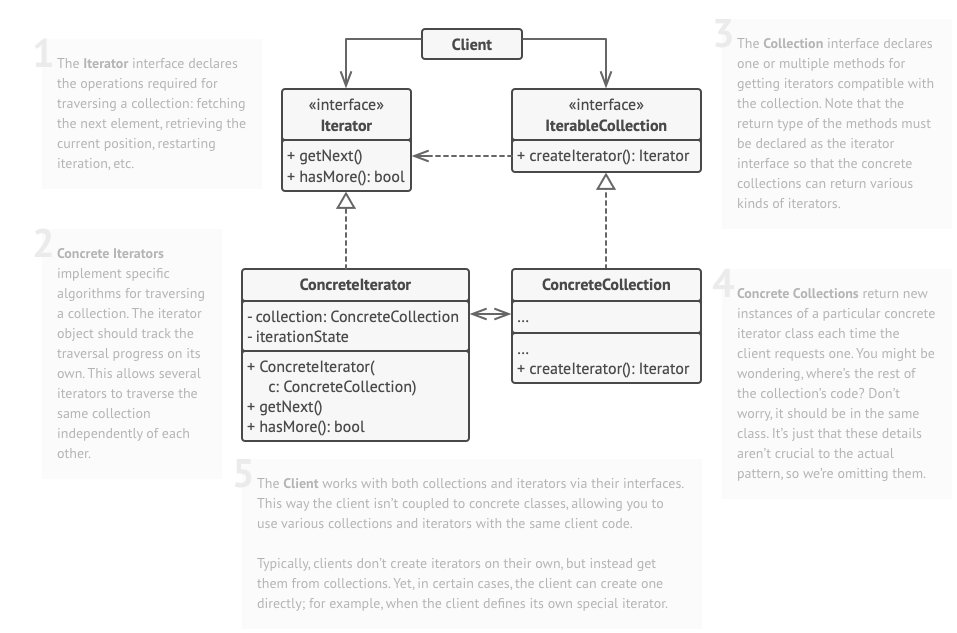 Client
1
The Iterator interface declares
the operations required for
traversing a collection: fetching
the next element, retrieving the
current position, restarting
iteration, etc.
«interface»
Iterator
+ getNext()
+ hasMore(): bool
«interface»
IterableCollection
+ createIterator(): Iterator
3
The Collection interface declares
one or multiple methods for
getting iterators compatible with
the collection. Note that the
return type of the methods must
be declared as the iterator
interface so that the concrete
collections can return various
kinds of iterators.
2
Concrete Iterators
implement specific
algorithms for traversing
a collection. The iterator
object should track the
traversal progress on its
own. This allows several
iterators to traverse the
same collection
independently of each
other.
ConcreteIterator
- collection: ConcreteCollection
- iterationState
+ ConcreteIterator(
c: ConcreteCollection)
+ getNext()
+ hasMore(): bool
ConcreteCollection
...
...
+ createIterator(): Iterator
4
Concrete Collections return new
instances of a particular concrete
iterator class each time the
client requests one. You might be
wondering, where's the rest of
the collection's code? Don't
worry, it should be in the same
class. It's just that these details
aren't crucial to the actual
pattern, so we're omitting them.
5
The Client works with both collections and iterators via their interfaces.
This way the client isn't coupled to concrete classes, allowing you to
use various collections and iterators with the same client code.
Typically, clients don't create iterators on their own, but instead get
them from collections. Yet, in certain cases, the client can create one
directly; for example, when the client defines its own special iterator.